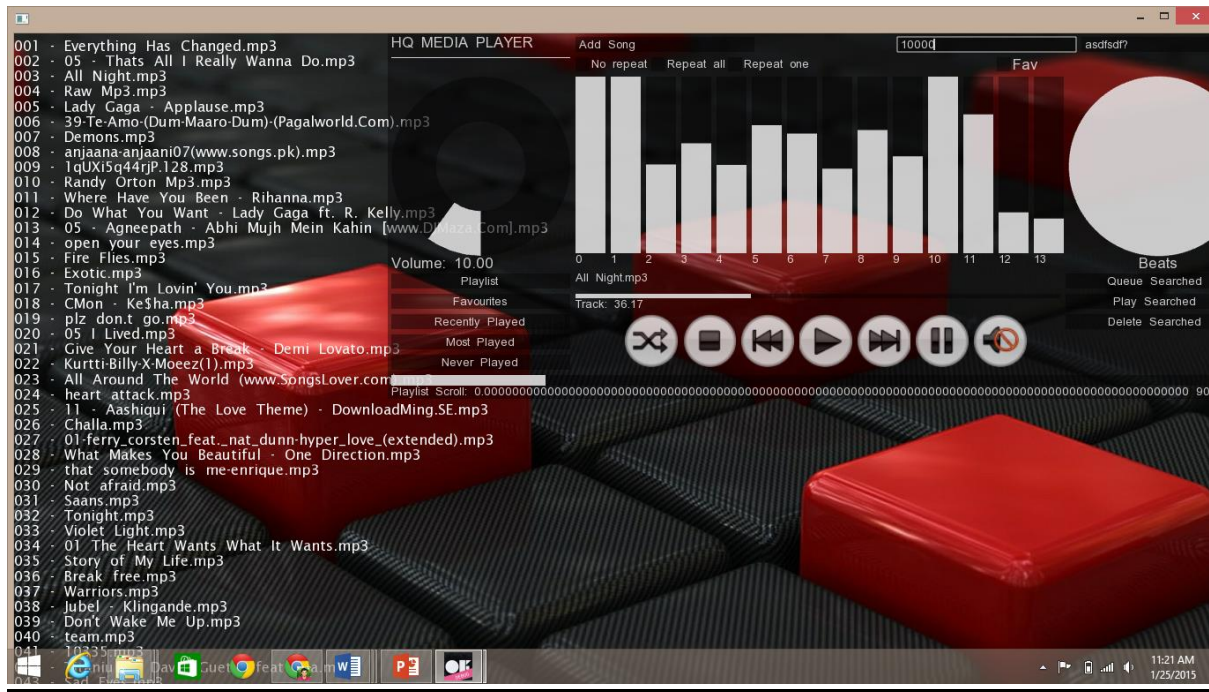 001 - Everything Has Changed.mp3
002 - 05 - Thats All I Really Wanna Do.mp3
003 - All Night.mp3
004 - Raw Mp3.mp3
005 - Lady Gaga - Applause.mp3
006 - 39-Te-Amo-(Dum-Maaro-Dum)-(Pagalworld.Com).mp3
007 - Demons.mp3
008 - anjaana-anjaani07(www.songs.pk).mp3
009 - 1qUXi5q44rjP.128.mp3
010 - Randy Orton Mp3.mp3
011 - Where Have You Been - Rihanna.mp3
012 - Do What You Want - Lady Gaga ft. R. Kelly.mp3
013 - 05 - Agneepath - Abhi Mujh Mein Kahin [www.DJMaza.Com].mp3
014 - open your eyes.mp3
015 - Fire Flies.mp3
016 - Exotic.mp3
017 - Tonight I'm Lovin' You.mp3
018 - CMon - Ke$ha.mp3
019 - plz don.t go.mp3
020 - 05 I Lived.mp3
021 - Give Your Heart a Break - Demi Lovato.mp3
022 - Kurtti-Billy-X-Moeez(1).mp3
023 - All Around The World (www.SongsLover.com).mp3
024 - heart attack.mp3
025 - 11 - Aashiqui (The Love Theme) - DownloadMing.SE.mp3
026 - Challa.mp3
027 - 01-ferry_corsten_feat._nat_dunn-hyper_love_(extended).mp3
028 - What Makes You Beautiful - One Direction.mp3
029 - that somebody is me-enrique.mp3
030 - Not afraid.mp3
031 - Saans.mp3
032 - Tonight.mp3
033 - Violet Light.mp3
034 - 01 The Heart Wants What It Wants.mp3
035 - Story of My Life.mp3
036 - Break free.mp3
037 - Warriors.mp3
038 - Jubel - Klingande.mp3
039 - Don't Wake Me Up.mp3
040 - team.mp3
041 - 10335.mp3
043 - Sad Eyes.mp3
HQ MEDIA PLAYER
Volume: 10.00
Playlist
Favourites
Recently Played
Most Played
Never Played
Add Song
10000
asdfsdf?
No repeat Repeat all Repeat one
Fav
0 1 2 3 4 5 6 7 8 9 10 11 12 13
All Night.mp3
Track: 36.17
Beats
Queue Searched
Play Searched
Delete Searched
Playlist Scroll:
11:21 AM
1/25/2015